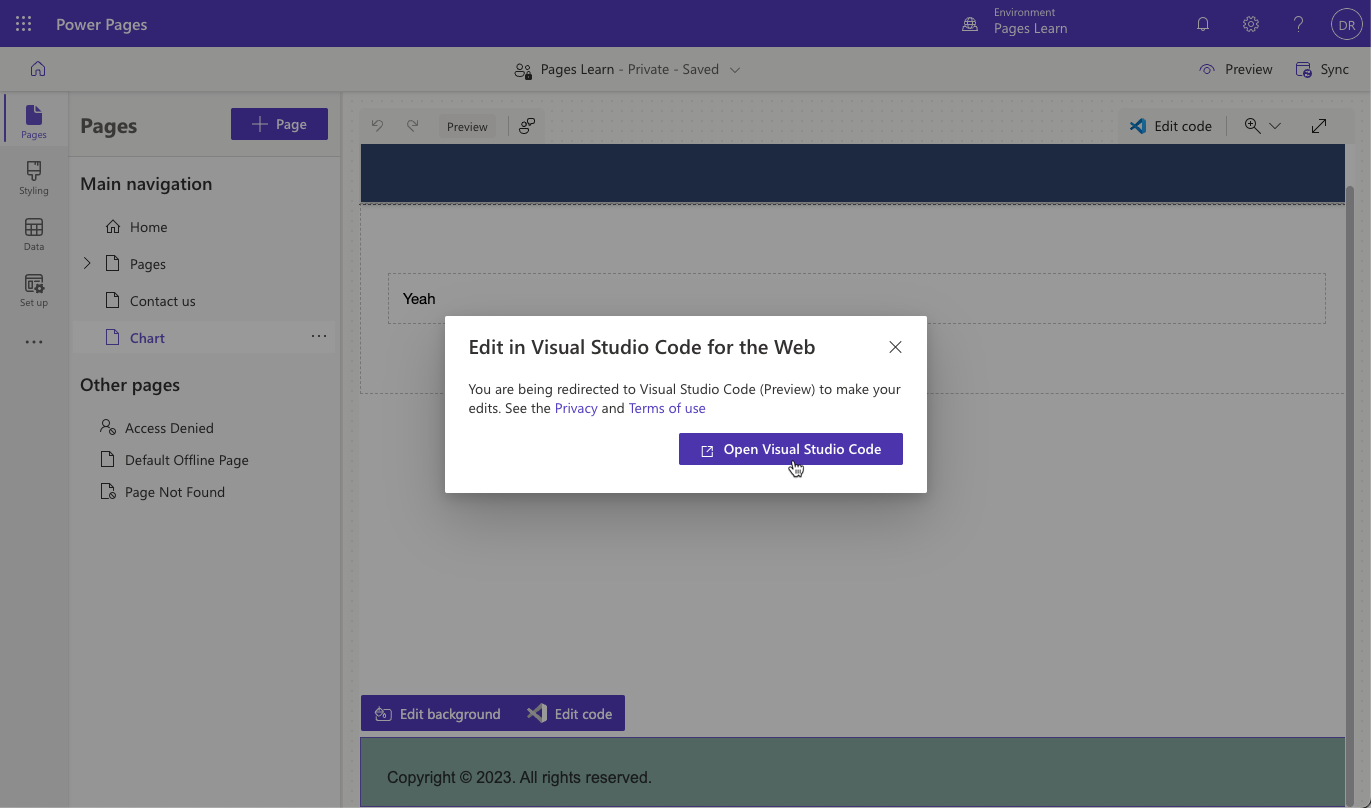 Power Pages
Environment
Pages Learn
DR
Pages Learn - Private - Saved
Preview
Sync
Pages
Styling
Data
Set up
Pages
Page
Main navigation
Home
Pages
Contact us
Chart
Other pages
Access Denied
Default Offline Page
Page Not Found
Preview
Edit code
Yeah
Edit in Visual Studio Code for the Web
You are being redirected to Visual Studio Code (Preview) to make your
edits. See the Privacy and Terms of use
Open Visual Studio Code
Edit background
Edit code
Copyright © 2023. All rights reserved.